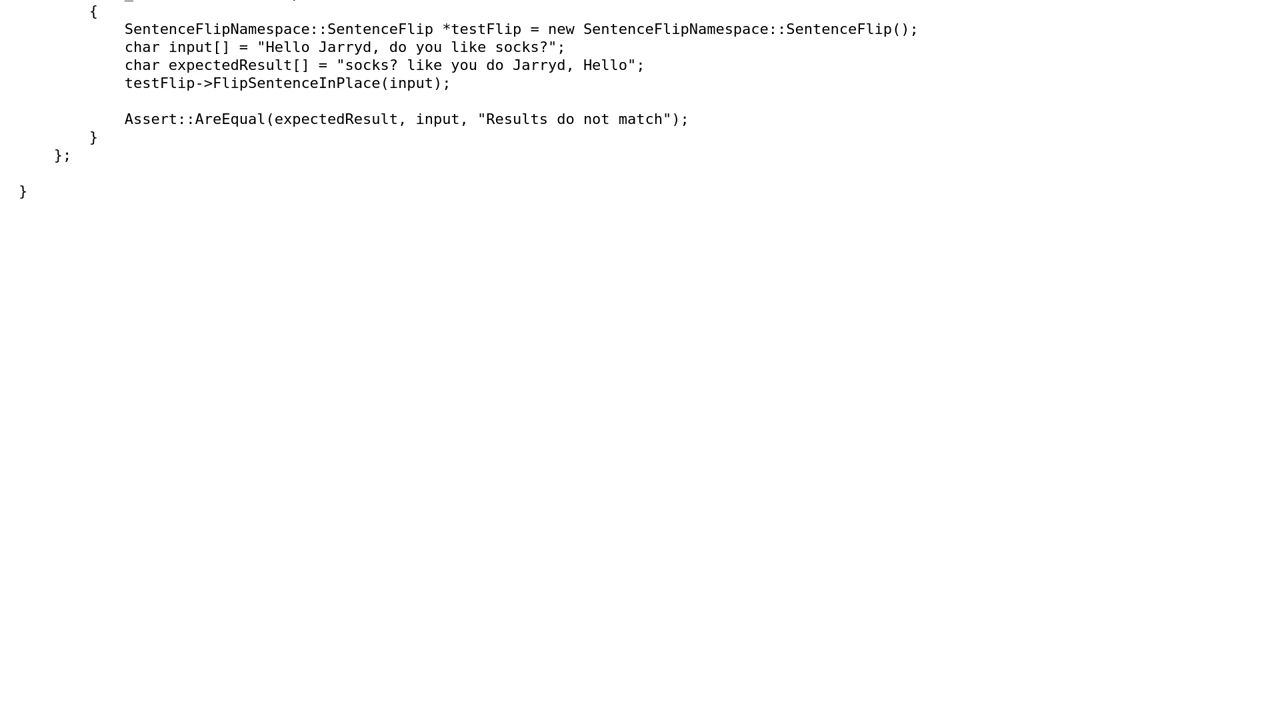 {
SentenceFlipNamespace::SentenceFlip *testFlip = new SentenceFlipNamespace::SentenceFlip();
char input[] = "Hello Jarryd, do you like socks?";
char expectedResult[] = "socks? like you do Jarryd, Hello";
testFlip->FlipSentenceInPlace(input);
Assert::AreEqual(expectedResult, input, "Results do not match");
}
};
}